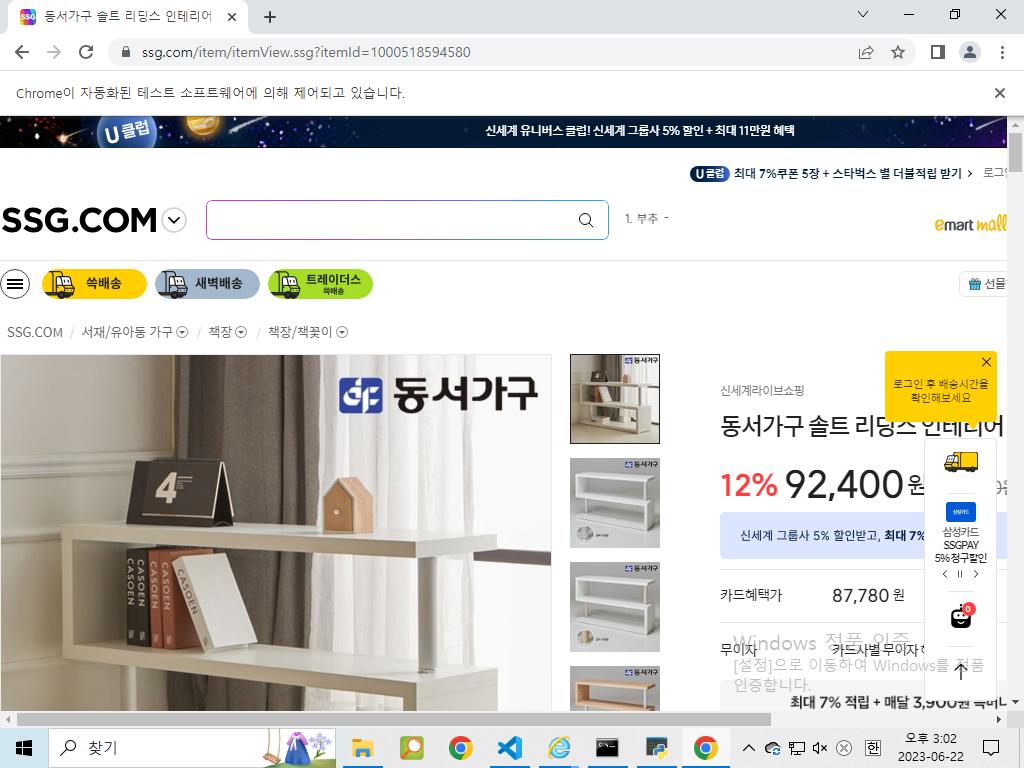 동서가구 솔트 리딩스 인테리어
ssg.com/item/itemView.ssg?itemId=1000518594580
Chrome이 자동화된 테스트 소프트웨어에 의해 제어되고 있습니다.
U 클럽
신세계 유니버스 클럽! 신세계 그룹사 5% 할인 + 최대 11만원 혜택
U 클럽 최대 7%쿠폰 5장 + 스타벅스 별 더블적립 받기 >
SSG.COM
1. 부추 -
emart mall
쓱배송
새벽배송
트레이더스
쓱배송
선물
SSG.COM / 서재/유아동 가구 / 책장 / 책장/책꽂이
동서가구
4
CASOEN CASOEN CASOEN CASOEN
동서가구
동서가구
동서가구
동서가구
신세계라이브쇼핑
로그인 후 배송시간을
확인해보세요
동서가구 솔트 리딩스 인테리어
12% 92,400원
신세계 그룹사 5% 할인받고, 최대 7%
삼성카드
삼성카드
SSGPAY
5% 청구할인
카드혜택가 87,780 원
0
무이자 카드사별 무이자
Windows 정품 인증
[설정]으로 이동하여 Windows를 정품
인증합니다.
최대 7% 적립 + 매달 3,900원
찾기
오후 3:02
2023-06-22
한